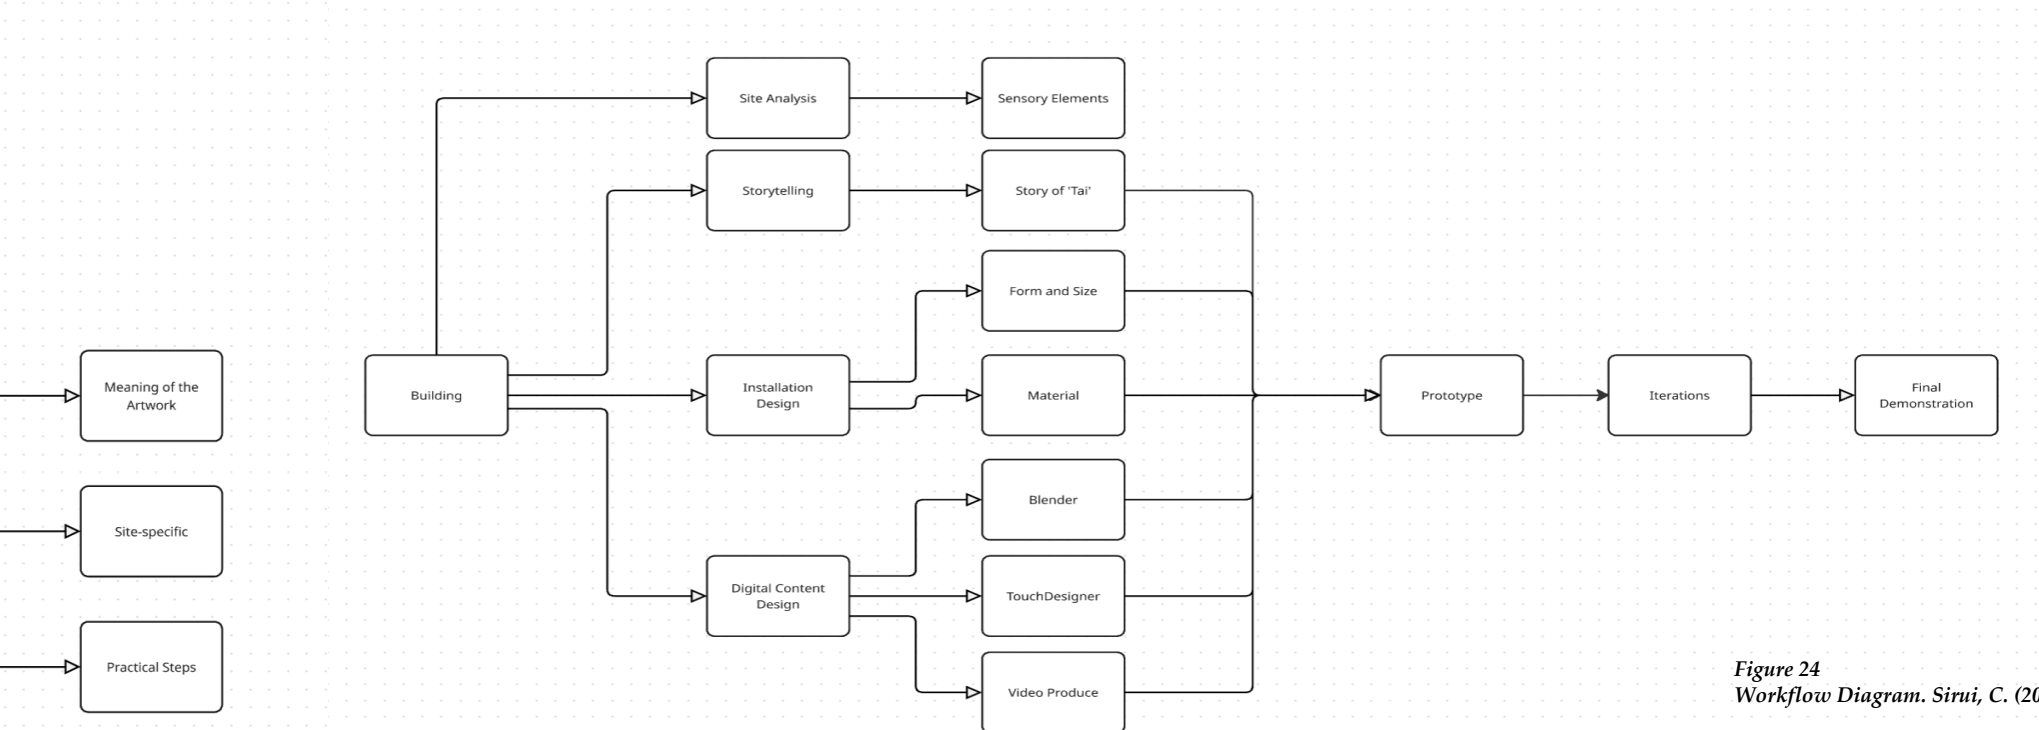 Site Analysis
Sensory Elements
Storytelling
Story of 'Tai'
Form and Size
Meaning of the
Artwork
Building
Installation
Design
Material
Prototype
Iterations
Final
Demonstration
Site-specific
Blender
Digital Content
Design
TouchDesigner
Practical Steps
Video Produce
Figure 24
Workflow Diagram. Sirui, C. (20